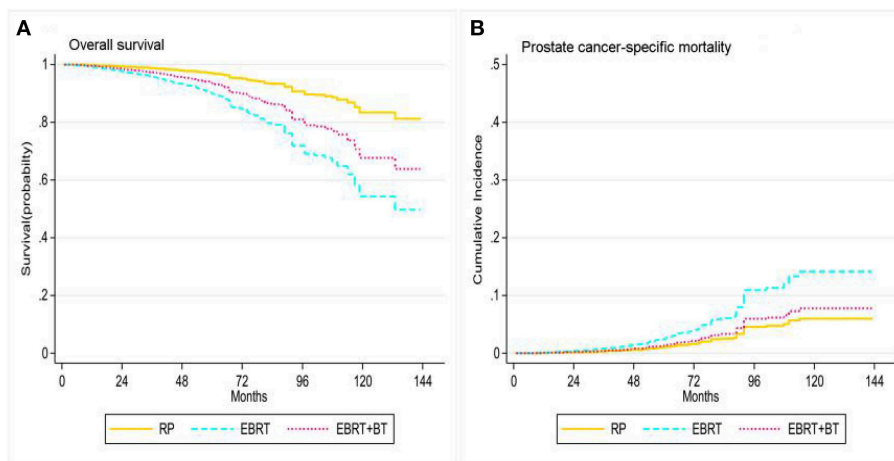 A
Overall survival
Survival(probabilty)
1
.8
.6
.4
.2
0
0 24 48 72 96 120 144
Months
RP EBRT EBRT+BT
B
Prostate cancer-specific mortality
Cumulative Incidence
.5
.4
.3
.2
.1
0
0 24 48 72 96 120 144
Months
RP EBRT EBRT+BT